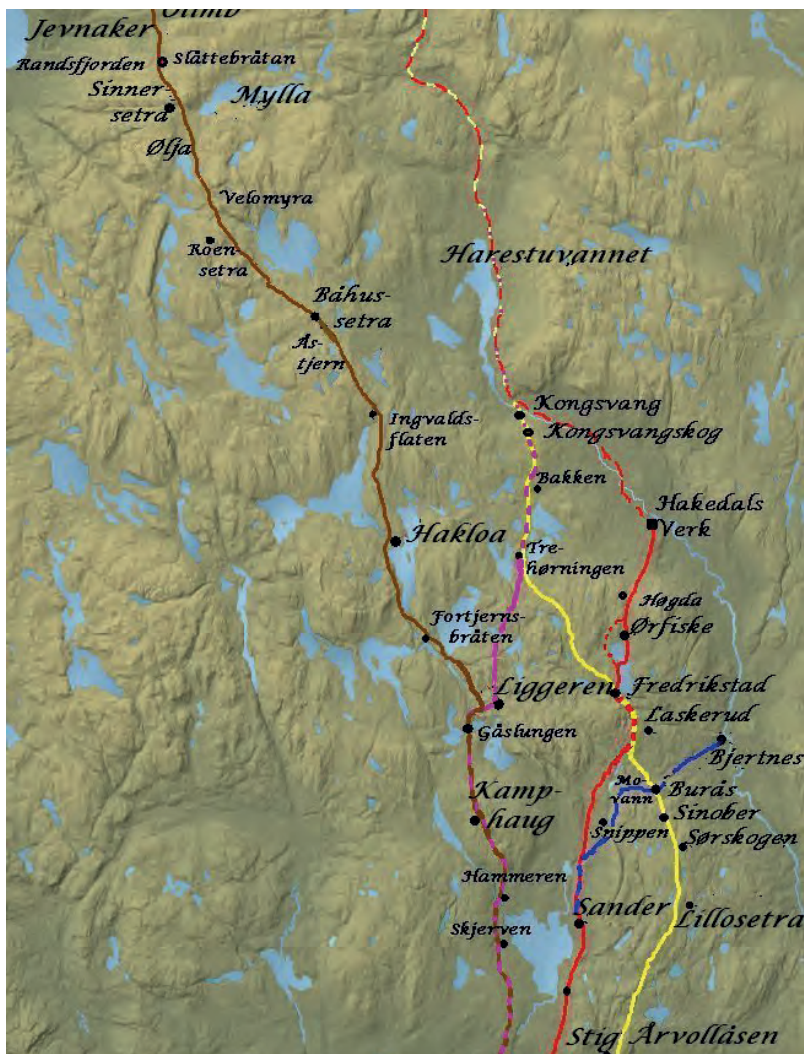 Olimb
Jevnaker
Randsfjorden
Slåttebråtan
Sinner-
setra
Mylla
Ølja
Velomyra
Roen-
setra
Harestuvannet
Båhus-
setra
Ås-
tjern
Ingvalds-
flaten
Kongsvang
Kongsvangskog
Bakken
Hakedals
Verk
Hakloa
Tre-
hørningen
Høgda
Ørfiske
Fortjerns-
bråten
Liggeren
Fredrikstad
Gåslungen
Laskerud
Bjertnes
Mo-
vann
Burås
Kamp-
haug
Snippen
Sinober
Sørskogen
Hammeren
Sander
Lillosetra
Skjerven
Stig
Årvollåsen